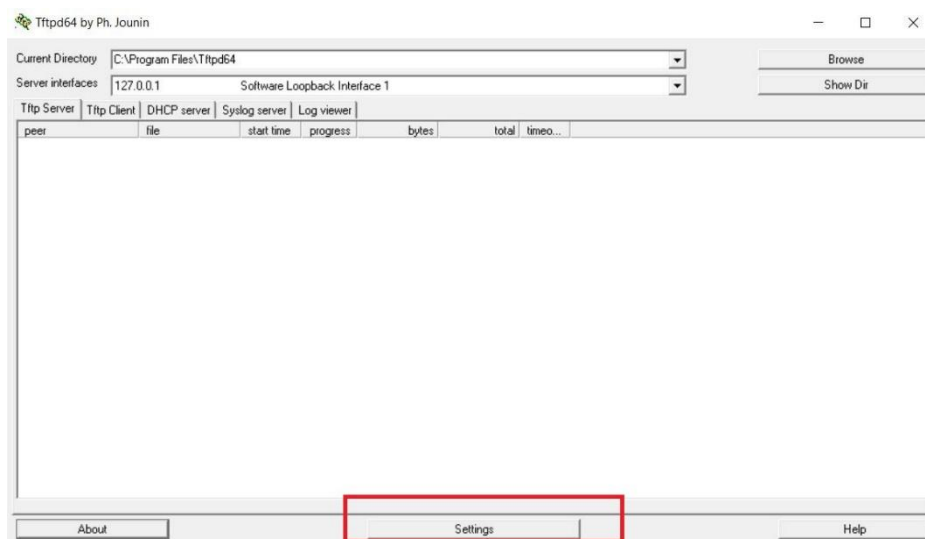 Tftpd64 by Ph. Jounin
Current Directory C:\Program Files\Tftpd64 Browse
Server interfaces 127.0.0.1 Software Loopback Interface 1 Show Dir
Tftp Server Tftp Client DHCP server Syslog server Log viewer
peer file start time progress bytes total timeo...
About Settings Help